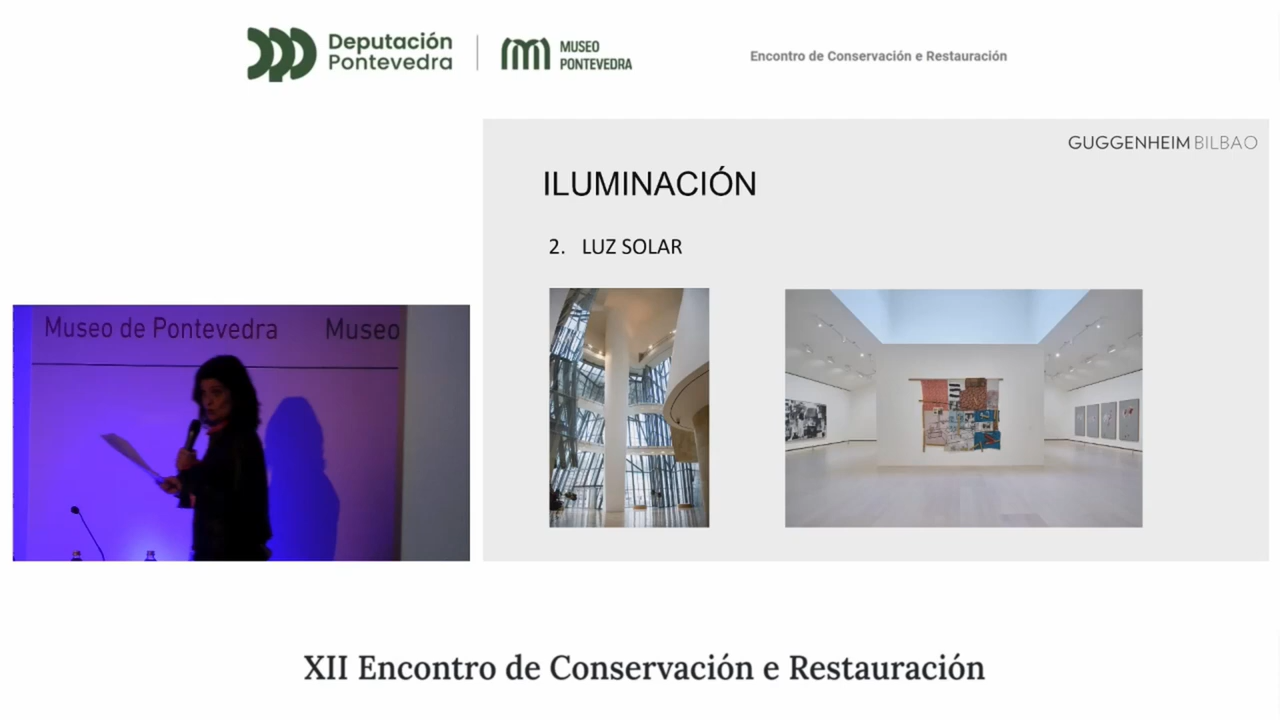 Deputación
Pontevedra
MUSEO
PONTEVEDRA
Encontro de Conservación e Restauración
GUGGENHEIM BILBAO
ILUMINACIÓN
2. LUZ SOLAR
Museo de Pontevedra Museo
XII Encontro de Conservación e Restauración